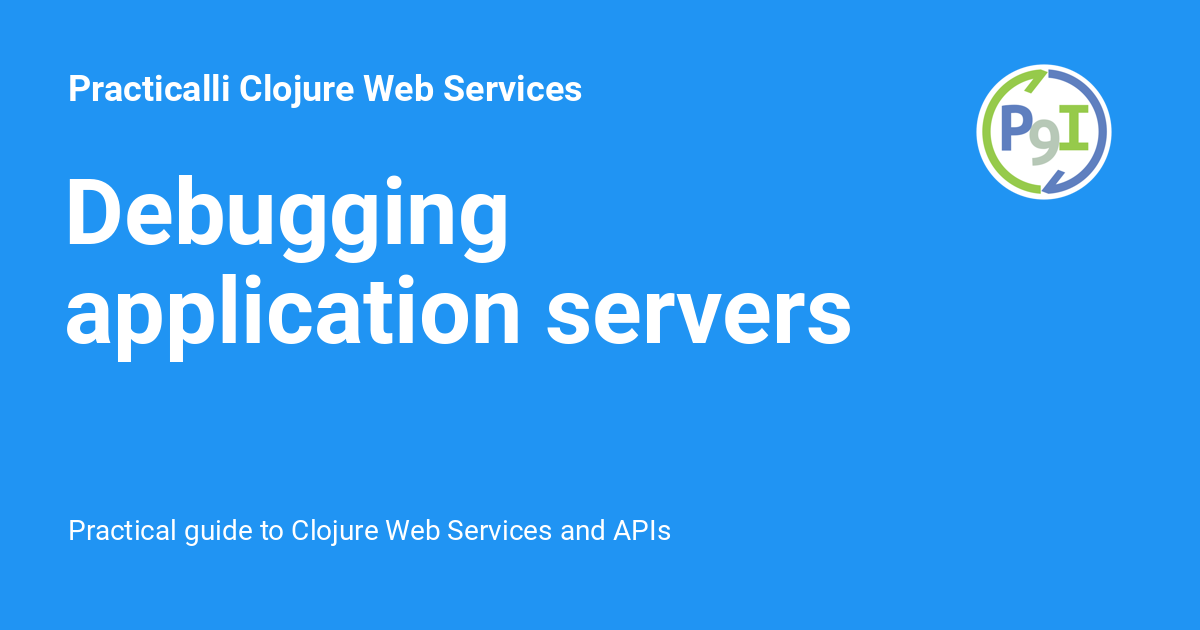 Practicalli Clojure Web Services
P9I
Debugging
application servers
Practical guide to Clojure Web Services and APIs